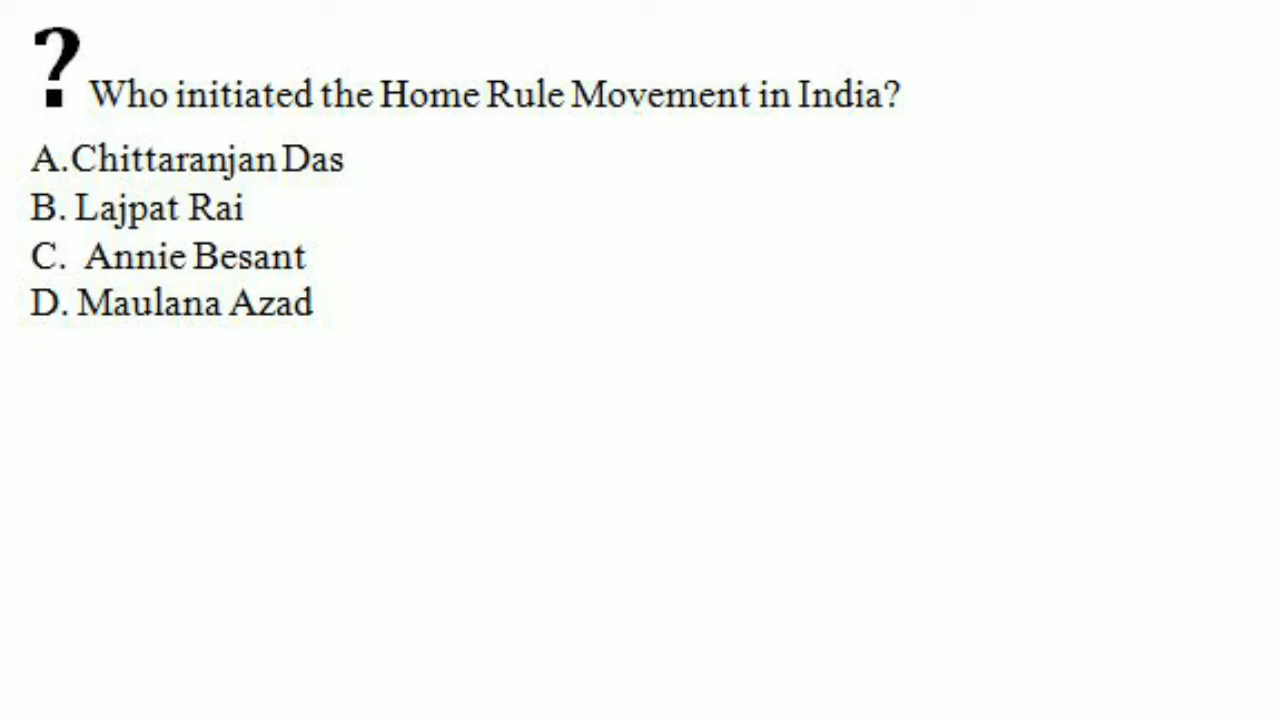 ? Who initiated the Home Rule Movement in India?
A.Chittaranjan Das
B. Lajpat Rai
C. Annie Besant
D. Maulana Azad